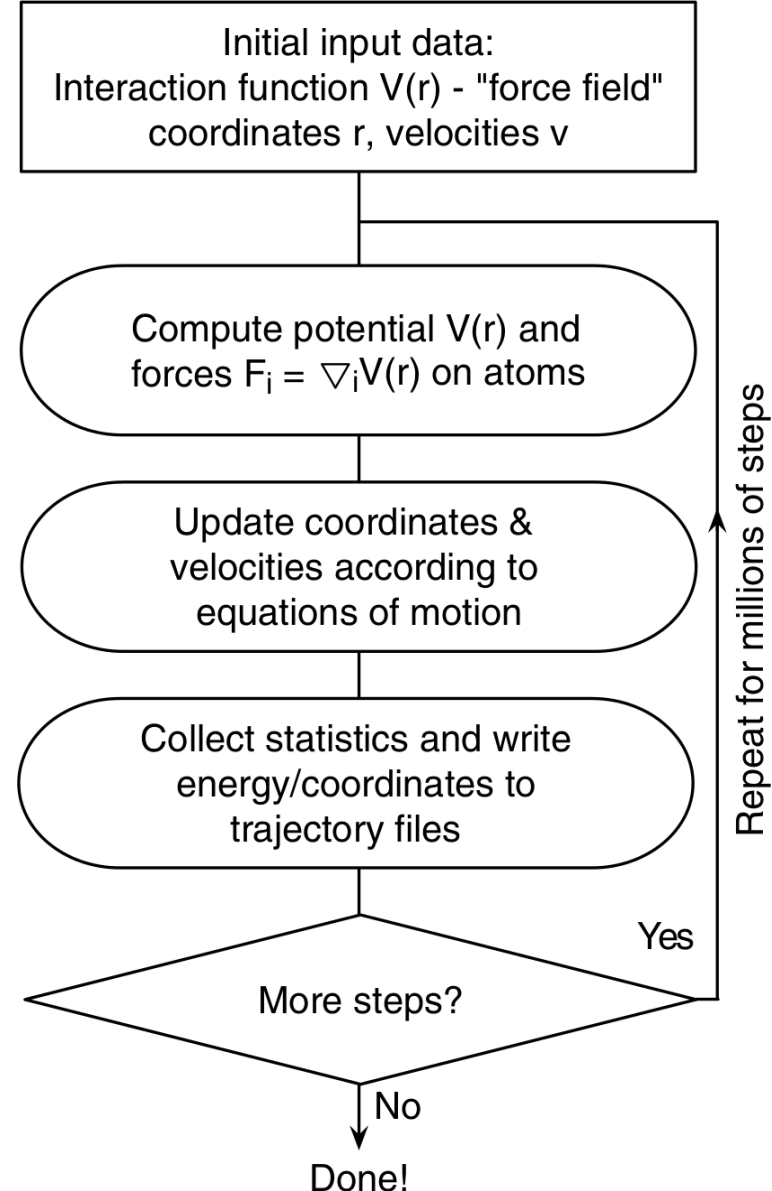 Initial input data:
Interaction function V(r) - "force field"
coordinates r, velocities v
Compute potential V(r) and
forces Fᵢ = ▽ᵢV(r) on atoms
Update coordinates &
velocities according to
equations of motion
Collect statistics and write
energy/coordinates to
trajectory files
More steps?
Yes
Repeat for millions of steps
No
Done!